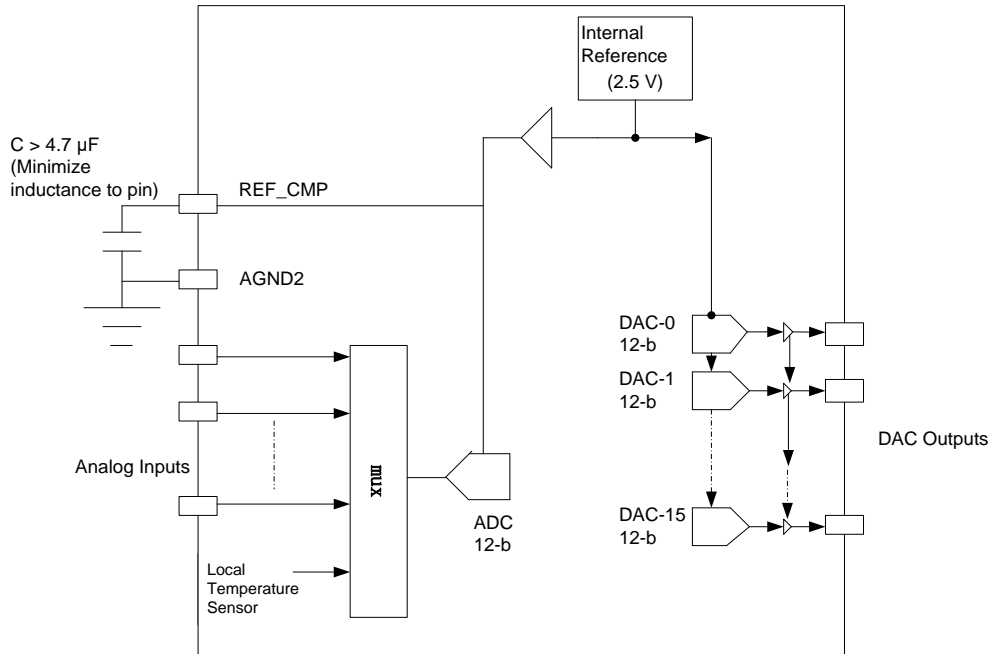 Internal
Reference
(2.5 V)
C > 4.7 µF
(Minimize
inductance to pin)
REF_CMP
AGND2
DAC-0
12-b
DAC-1
12-b
DAC Outputs
Analog Inputs
mux
ADC
12-b
DAC-15
12-b
Local
Temperature
Sensor